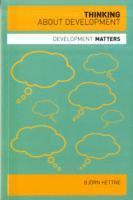 THINKING
ABOUT DEVELOPMENT
DEVELOPMENT MATTERS
BJÖRN HETTNE